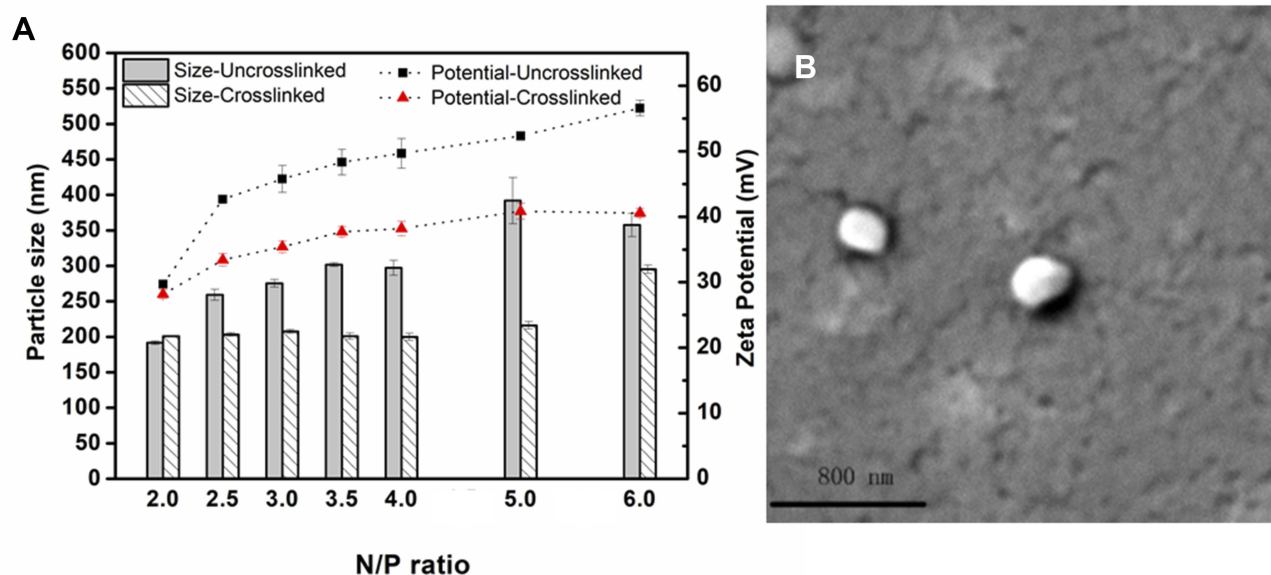 A
B
600
550
500
450
400
350
300
250
200
150
100
50
0
Particle size (nm)
Size-Uncrosslinked
Size-Crosslinked
Potential-Uncrosslinked
Potential-Crosslinked
60
50
40
30
20
10
0
Zeta Potential (mV)
2.0 2.5 3.0 3.5 4.0 5.0 6.0
N/P ratio
800 nm